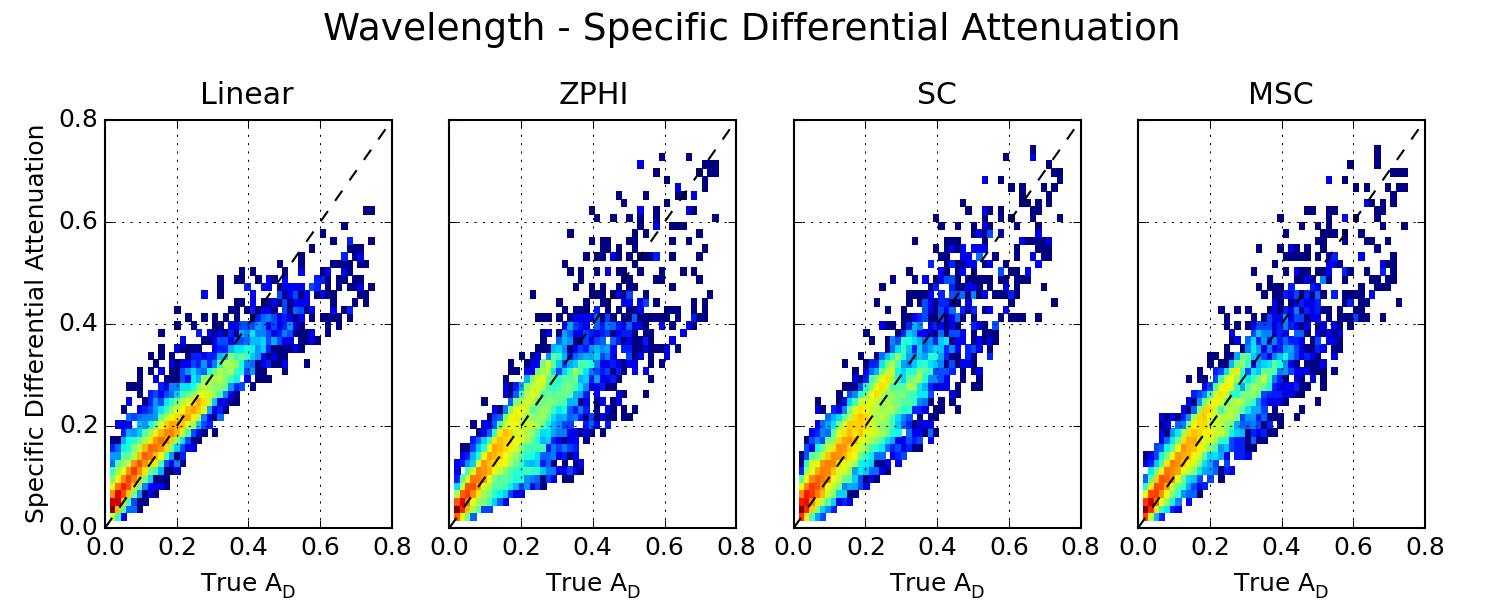 Wavelength - Specific Differential Attenuation
Linear
ZPHI
SC
MSC
Specific Differential Attenuation
0.8
0.6
0.4
0.2
0.0
0.0 0.2 0.4 0.6 0.8
0.0 0.2 0.4 0.6 0.8
0.0 0.2 0.4 0.6 0.8
0.0 0.2 0.4 0.6 0.8
True A_D
True A_D
True A_D
True A_D